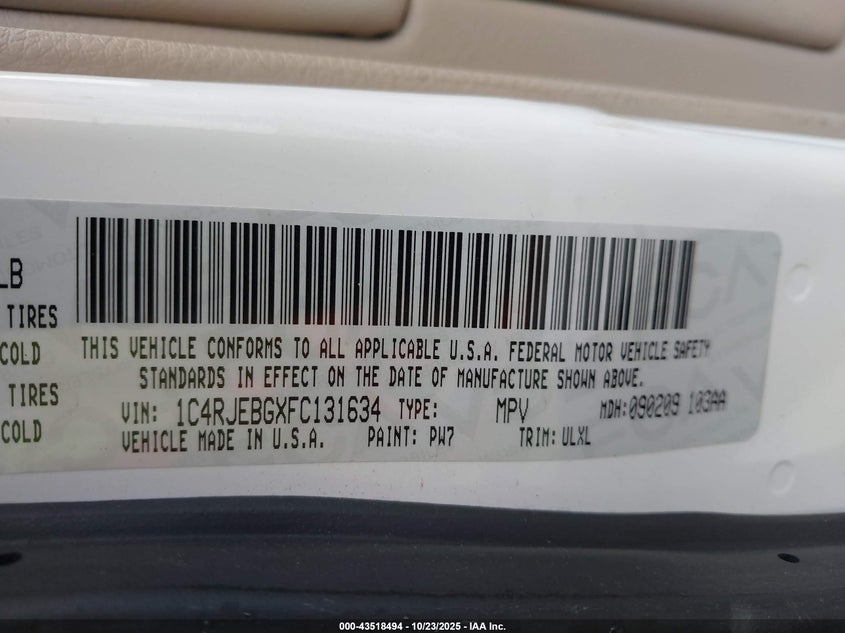 LB
TIRES
COLD
TIRES
COLD
THIS VEHICLE CONFORMS TO ALL APPLICABLE U.S.A. FEDERAL MOTOR VEHICLE SAFETY
STANDARDS IN EFFECT ON THE DATE OF MANUFACTURE SHOWN ABOVE.
VIN: 1C4RJEBGXFC131634 TYPE: MPV MDH:090209 103AA
VEHICLE MADE IN U.S.A. PAINT: PW7 TRIM: ULXL
000-43518494 | 10/23/2025 - IAA Inc.